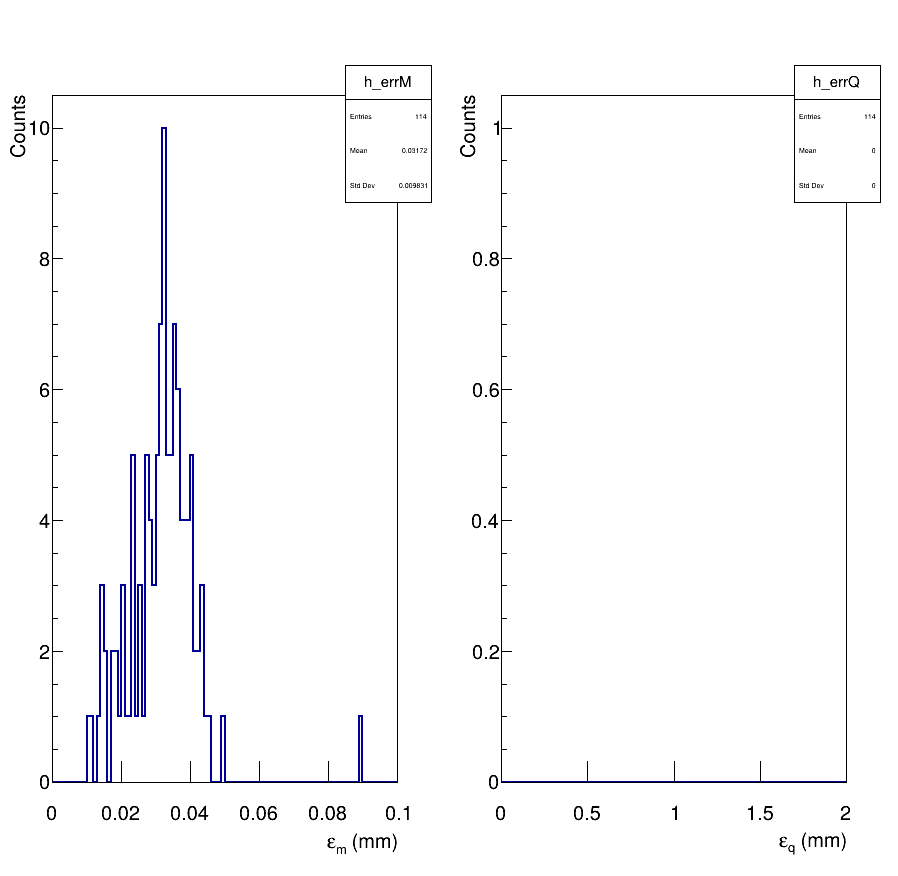 h_errM
Entries 114
Mean 0.03172
Std Dev 0.009831
Counts
10
8
6
4
2
0
0 0.02 0.04 0.06 0.08 0.1
εm (mm)
h_errQ
Entries 114
Mean 0
Std Dev 0
Counts
1
0.8
0.6
0.4
0.2
0
0 0.5 1 1.5 2
εq (mm)